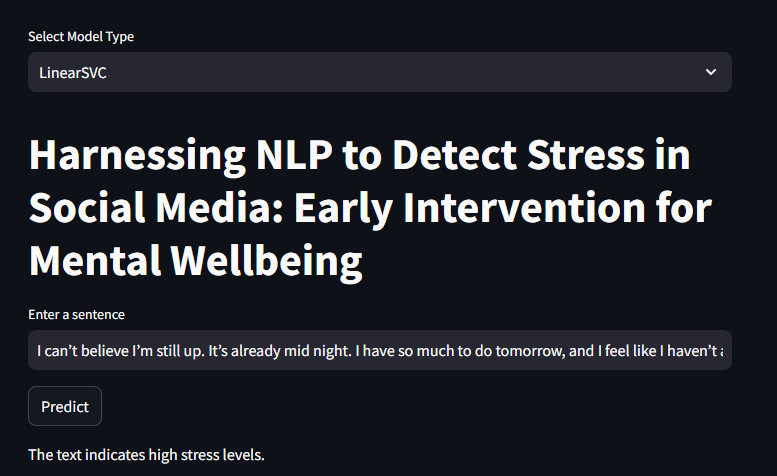 Select Model Type
LinearSVC
Harnessing NLP to Detect Stress in
Social Media: Early Intervention for
Mental Wellbeing
Enter a sentence
I can’t believe I’m still up. It’s already mid night. I have so much to do tomorrow, and I feel like I haven’t
Predict
The text indicates high stress levels.